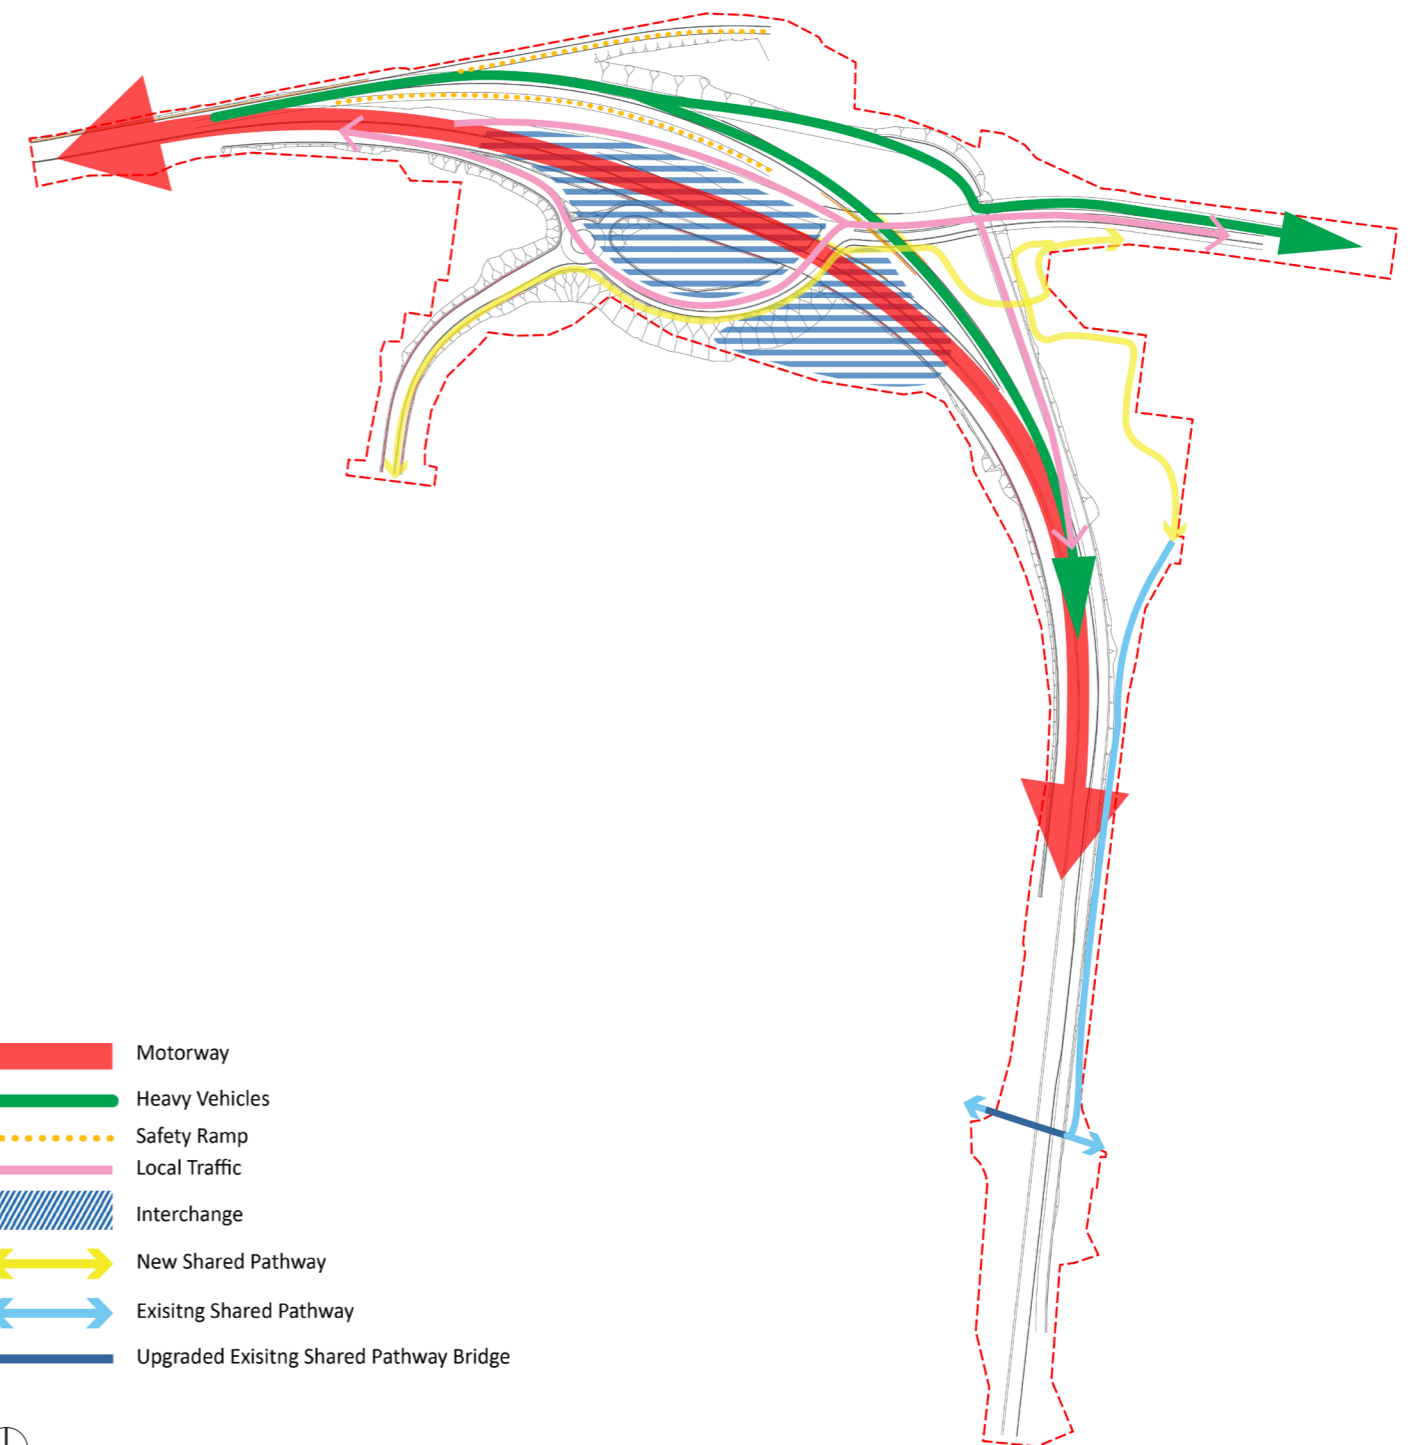 Motorway
Heavy Vehicles
Safety Ramp
Local Traffic
Interchange
New Shared Pathway
Exisitng Shared Pathway
Upgraded Exisitng Shared Pathway Bridge